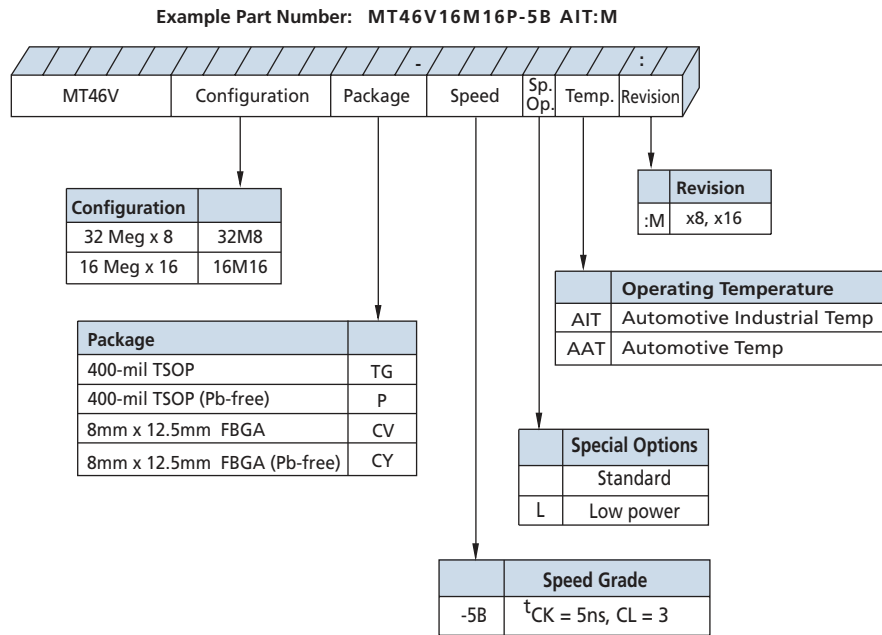 Example Part Number: MT46V16M16P-5B AIT:M
- :
MT46V Configuration Package Speed Sp. Op. Temp. Revision
Configuration
32 Meg x 8 32M8
16 Meg x 16 16M16
Revision
:M x8, x16
Operating Temperature
AIT Automotive Industrial Temp
AAT Automotive Temp
Package
400-mil TSOP TG
400-mil TSOP (Pb-free) P
8mm x 12.5mm FBGA CV
8mm x 12.5mm FBGA (Pb-free) CY
Special Options
Standard
L Low power
Speed Grade
-5B tCK = 5ns, CL = 3